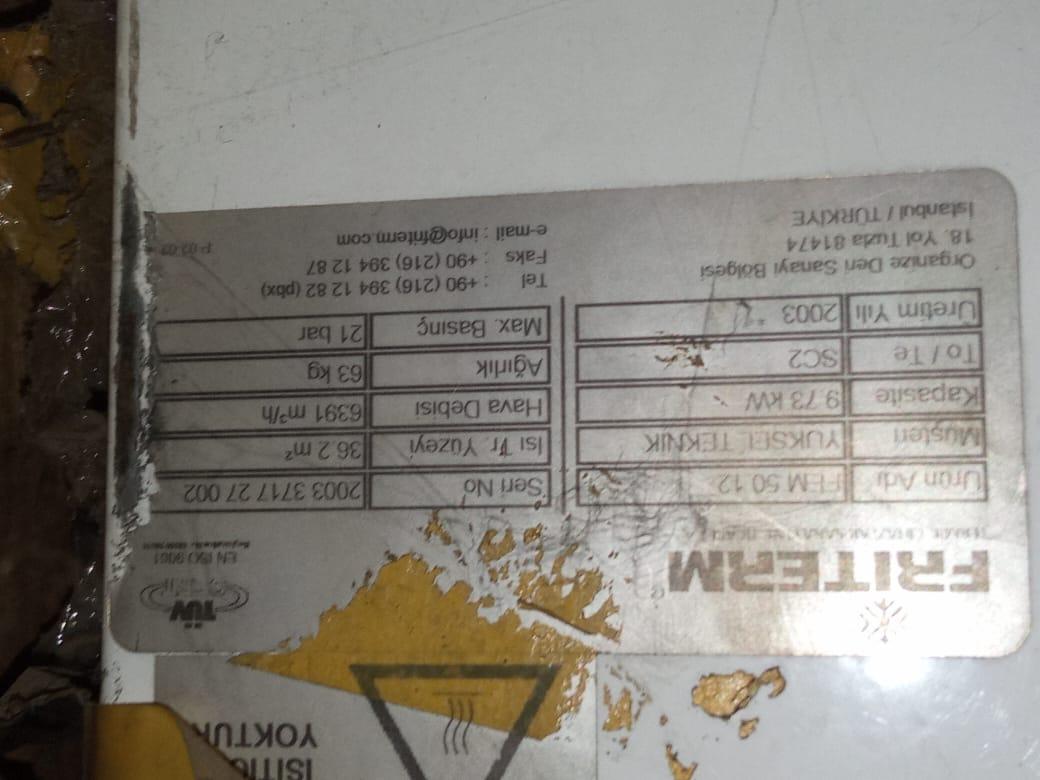 FRITERM®
TÜV
EN ISO 9001
Ürün Adı FEM 50 12
Müşteri YÜKSEL TEKNİK
Kapasite 9.73 kW
To / Te SC2
Üretim Yılı 2003
Seri No 2003 3717 27 002
Isı Tr. Yüzeyi 36.2 m²
Hava Debisi 6391 m³/h
Ağırlık 63 kg
Max. Basınç 21 bar
Organize Deri Sanayi Bölgesi
18. Yol Tuzla 81474
İstanbul / TÜRKİYE
Tel : +90 (216) 394 12 82 (pbx)
Faks : +90 (216) 394 12 87
e-mail : info@friterm.com
YOKTUR